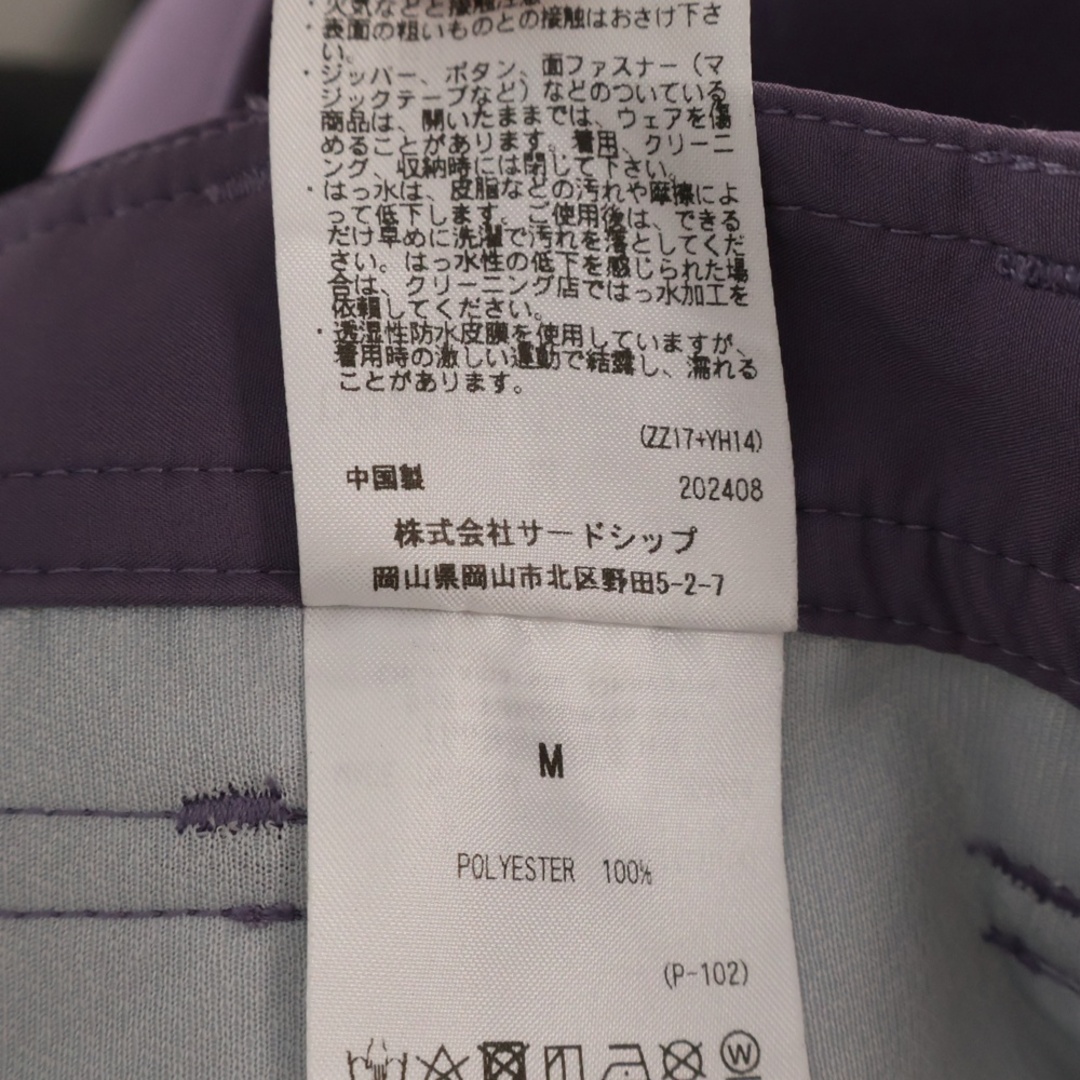 ・火気などと接触注意
・表面の粗いものとの接触はおさけ下さ
い。
・ジッパー、ボタン、面ファスナー（マ
ジックテープなど）などのついている
商品は、開いたままでは、ウェアを傷
めることがあります。着用、クリーニ
ング、収納時には閉じて下さい。
・はっ水は、皮脂などの汚れや摩擦によ
って低下します。ご使用後は、できる
だけ早めに洗濯で汚れを落としてくだ
さい。はっ水性の低下を感じられた場
合は、クリーニング店ではっ水加工を
依頼してください。
・透湿性防水皮膜を使用していますが、
着用時の激しい運動で結露し、濡れる
ことがあります。
(ZZ17+YH14)
中国製 202408
株式会社サードシップ
岡山県岡山市北区野田5-2-7
M
POLYESTER 100%
(P-102)
W